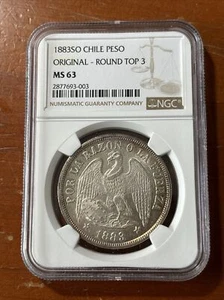 1883SO CHILE PESO
ORIGINAL - ROUND TOP 3
MS 63
2877693-003
NUMISMATIC GUARANTY COMPANY
NGC
POR LA RAZON O LA FUERZA
1883